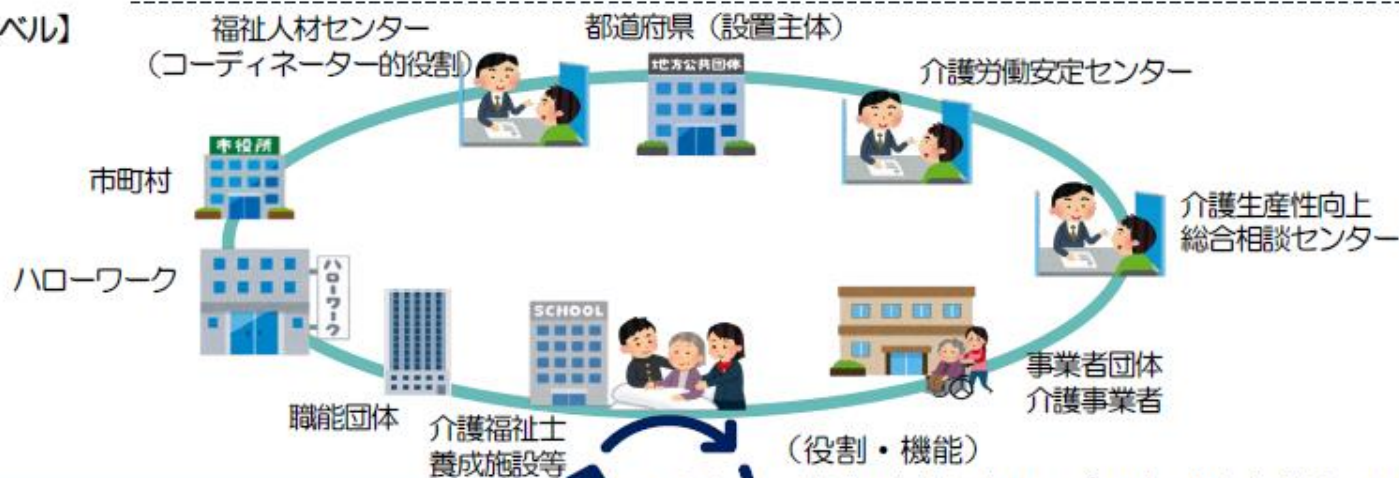 ベル】
福祉人材センター
(コーディネーター的役割)
都道府県(設置主体)
地方公共団体
介護労働安定センター
市役所
市町村
介護生産性向上
総合相談センター
ハローワーク
ハローワーク
SCHOOL
事業者団体
介護事業者
職能団体
介護福祉士
養成施設等
(役割・機能)